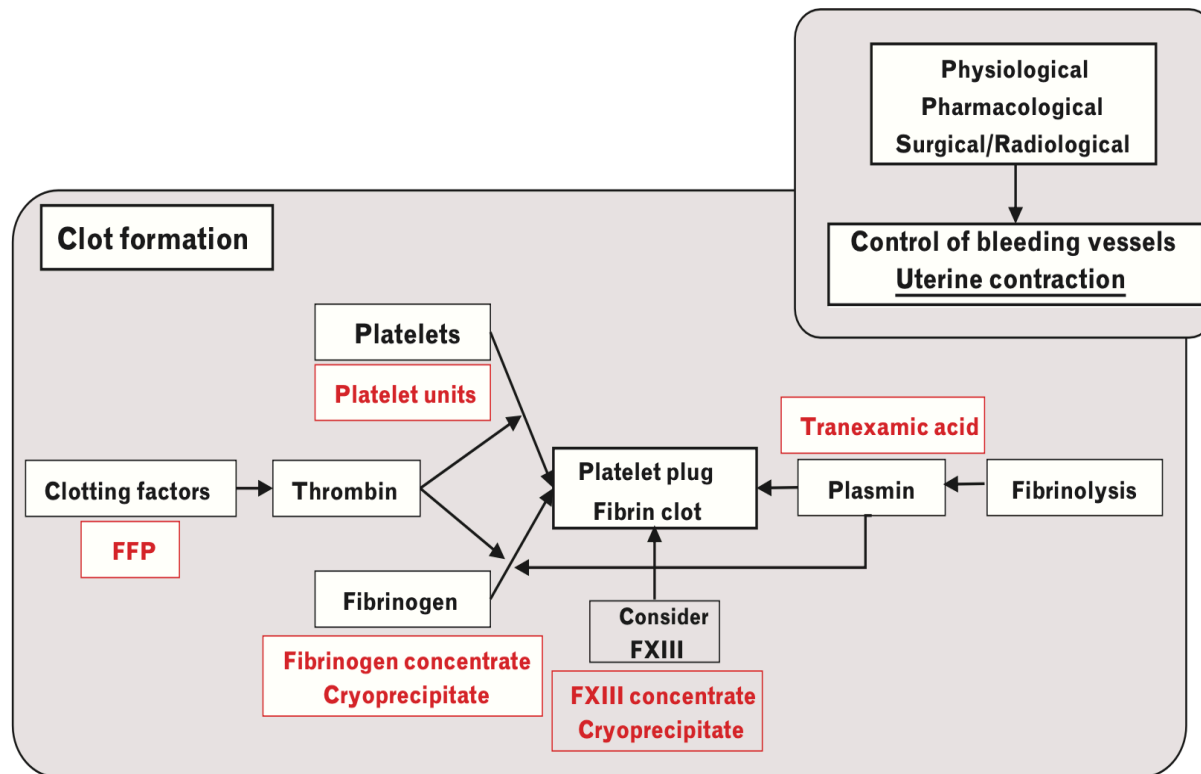 Physiological
Pharmacological
Surgical/Radiological
Control of bleeding vessels
Uterine contraction
Clot formation
Platelets
Platelet units
Clotting factors
FFP
Thrombin
Fibrinogen
Fibrinogen concentrate
Cryoprecipitate
Platelet plug
Fibrin clot
Consider
FXIII
FXIII concentrate
Cryoprecipitate
Tranexamic acid
Plasmin
Fibrinolysis